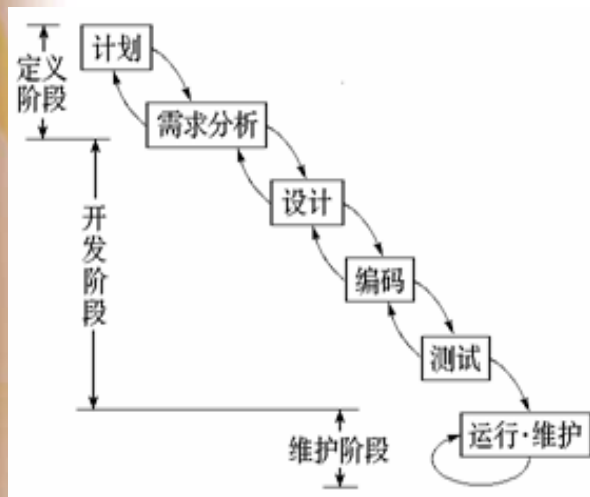 计划
定义
阶段
需求分析
设计
开
发
阶
段
编码
测试
运行·维护
维护阶段